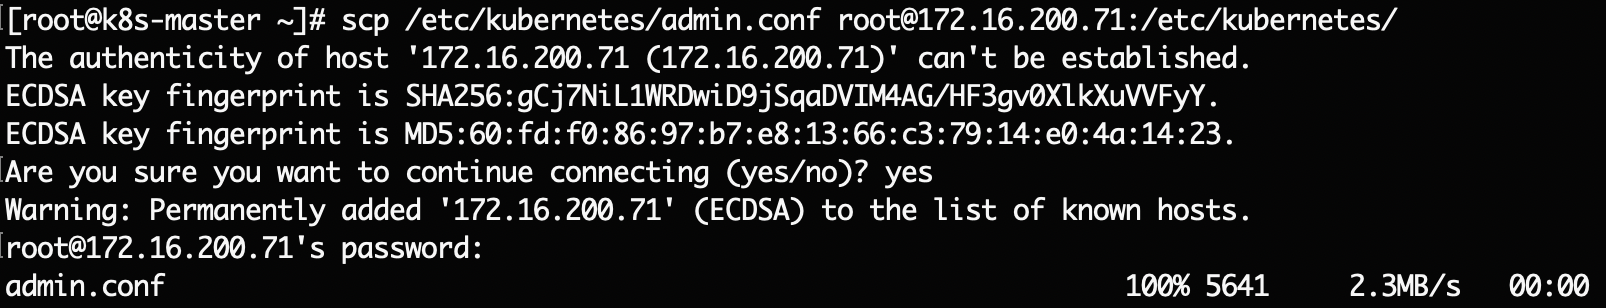 [root@k8s-master ~]# scp /etc/kubernetes/admin.conf root@172.16.200.71:/etc/kubernetes/
The authenticity of host '172.16.200.71 (172.16.200.71)' can't be established.
ECDSA key fingerprint is SHA256:gCj7NiL1WRDwiD9jSqaDVIM4AG/HF3gv0XlkXuVVFyY.
ECDSA key fingerprint is MD5:60:fd:f0:86:97:b7:e8:13:66:c3:79:14:e0:4a:14:23.
Are you sure you want to continue connecting (yes/no)? yes
Warning: Permanently added '172.16.200.71' (ECDSA) to the list of known hosts.
root@172.16.200.71's password:
admin.conf 100% 5641 2.3MB/s 00:00